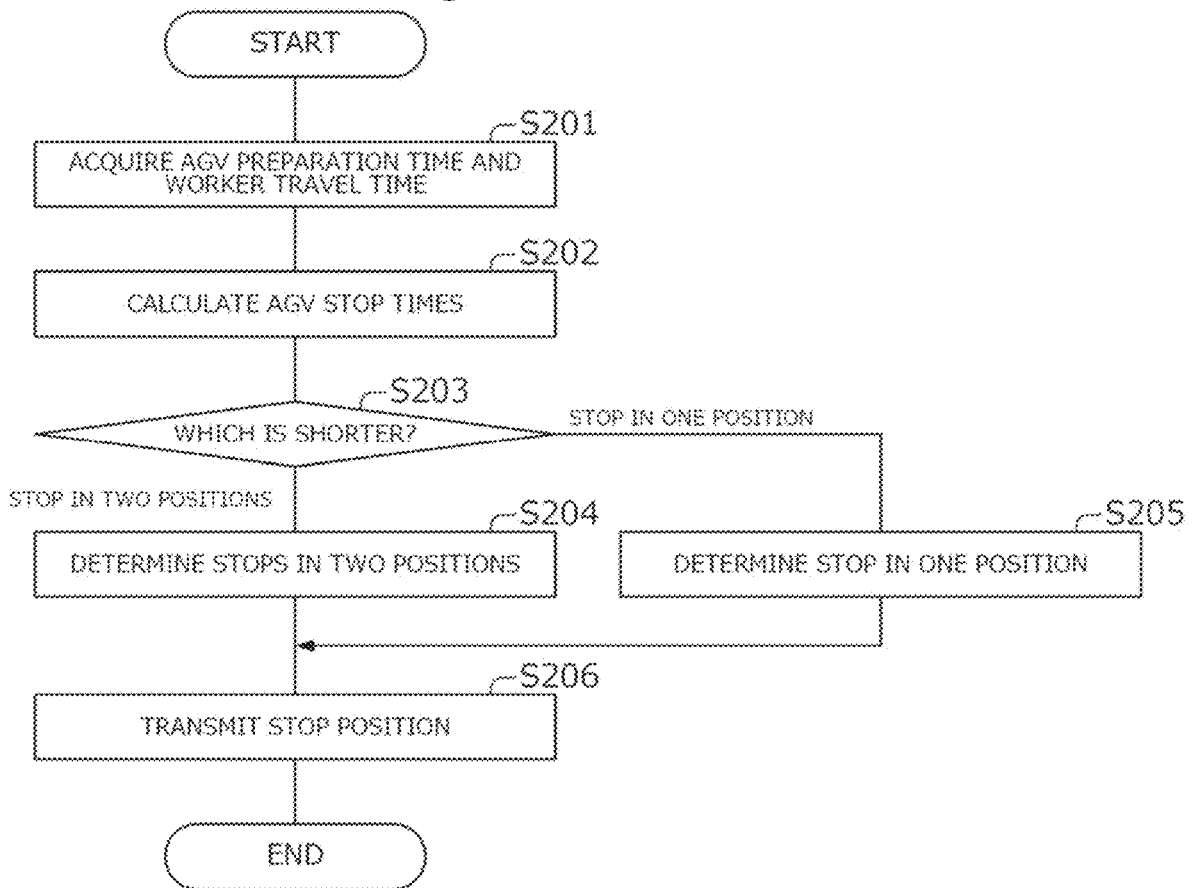 START
S201
ACQUIRE AGV PREPARATION TIME AND
WORKER TRAVEL TIME
S202
CALCULATE AGV STOP TIMES
S203
WHICH IS SHORTER?
STOP IN ONE POSITION
STOP IN TWO POSITIONS
S204
DETERMINE STOPS IN TWO POSITIONS
S205
DETERMINE STOP IN ONE POSITION
S206
TRANSMIT STOP POSITION
END